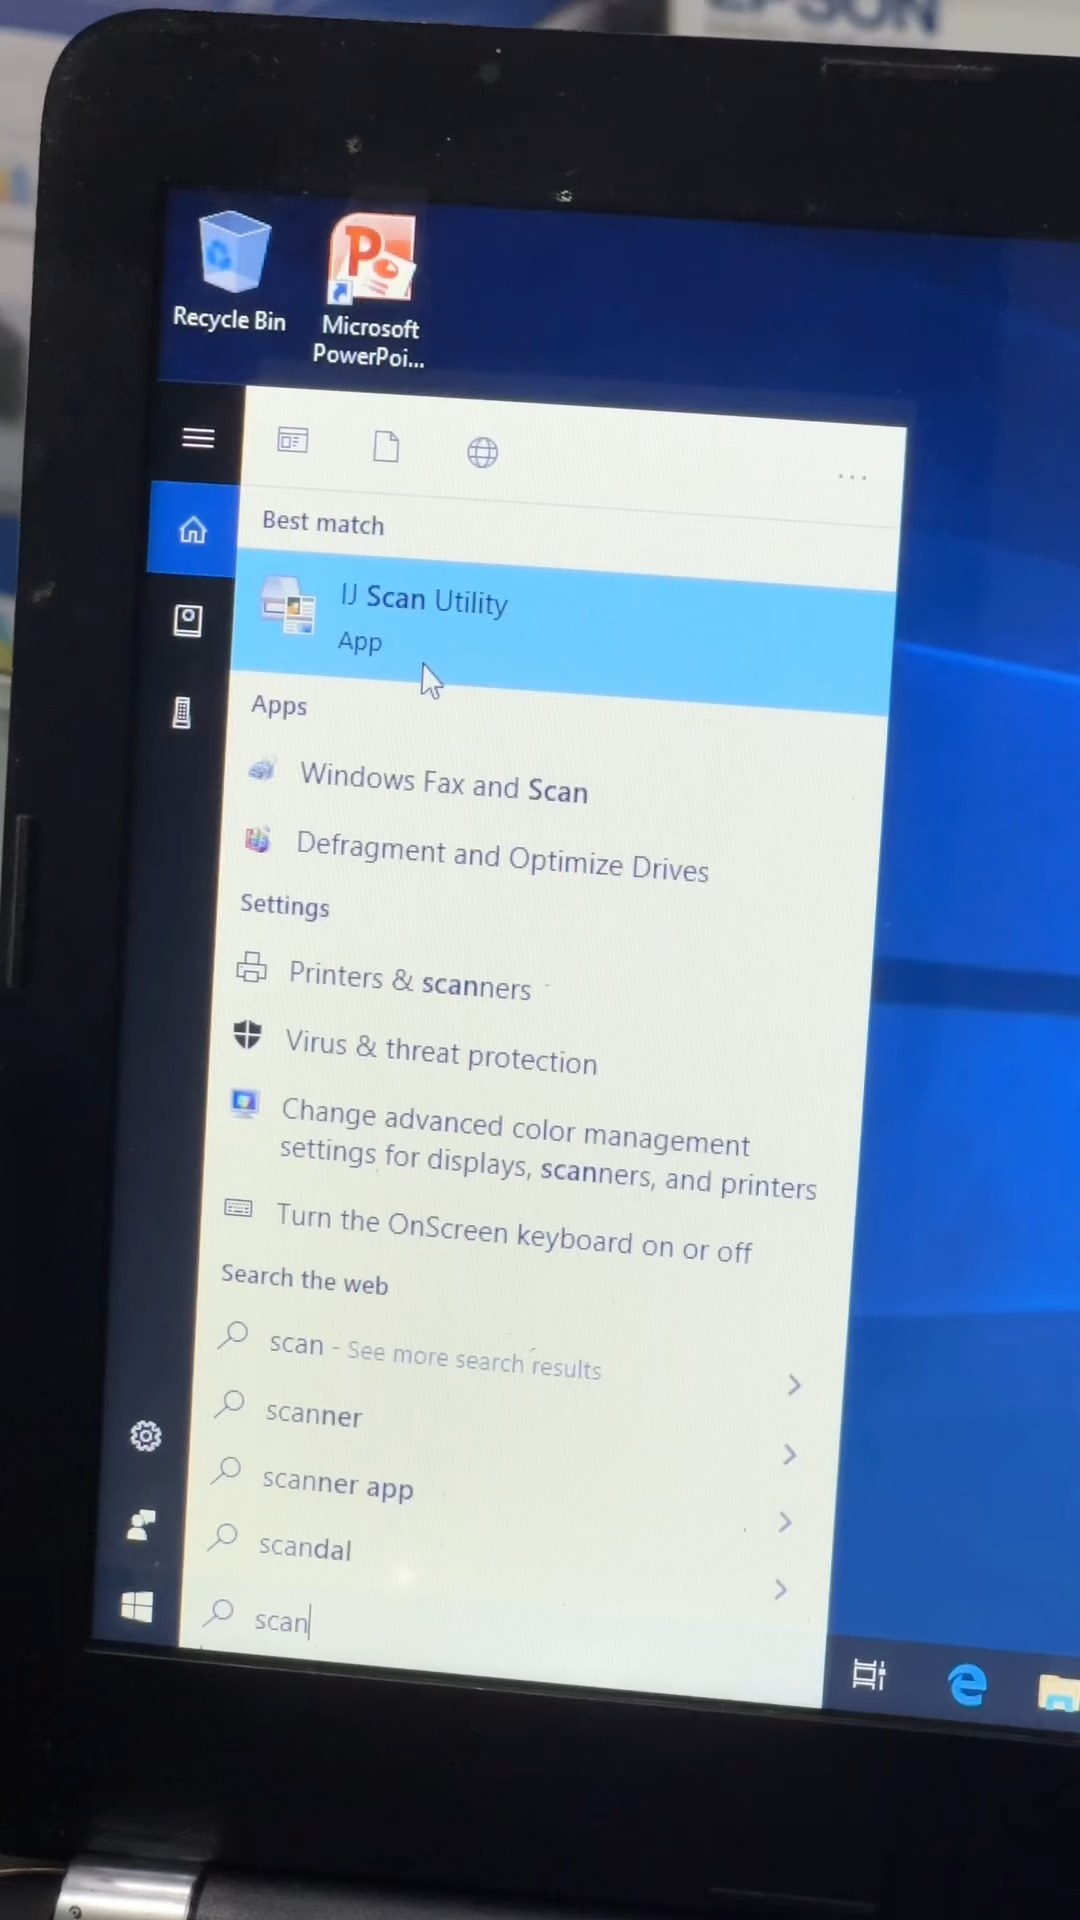 EPSON
Recycle Bin
Microsoft
PowerPoi...
...
Best match
IJ Scan Utility
App
Apps
Windows Fax and Scan
Defragment and Optimize Drives
Settings
Printers & scanners
Virus & threat protection
Change advanced color management
settings for displays, scanners, and printers
Turn the OnScreen keyboard on or off
Search the web
scan - See more search results
scanner
scanner app
scandal
scan